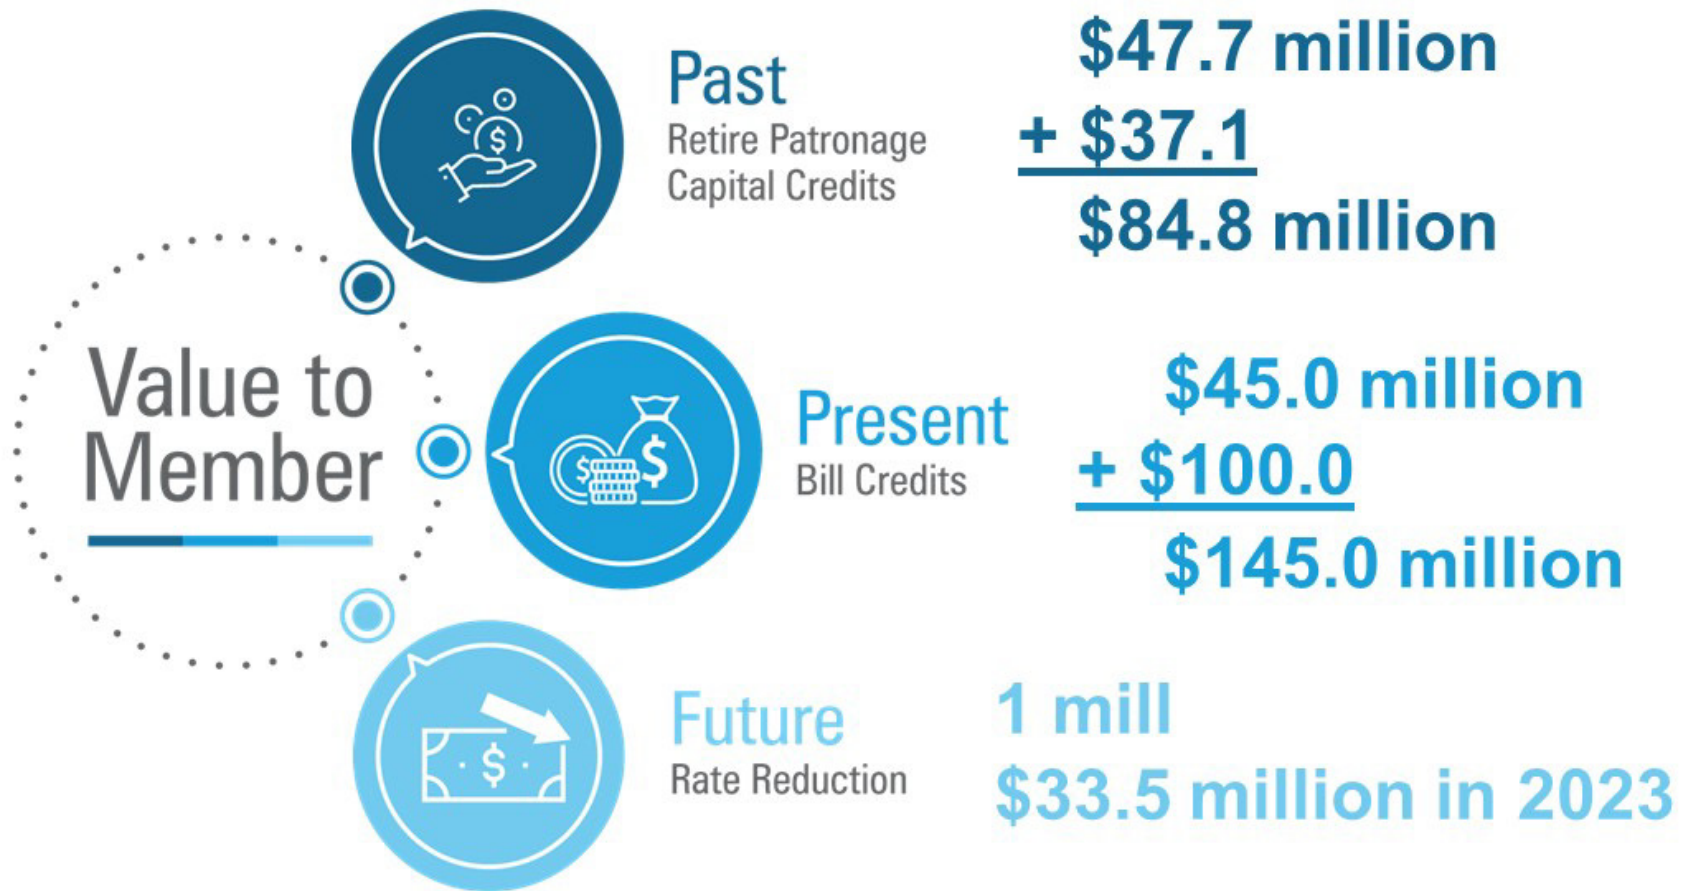 Value to
Member
Past
Retire Patronage
Capital Credits
$47.7 million
+ $37.1
$84.8 million
Present
Bill Credits
$45.0 million
+ $100.0
$145.0 million
Future
Rate Reduction
1 mill
$33.5 million in 2023